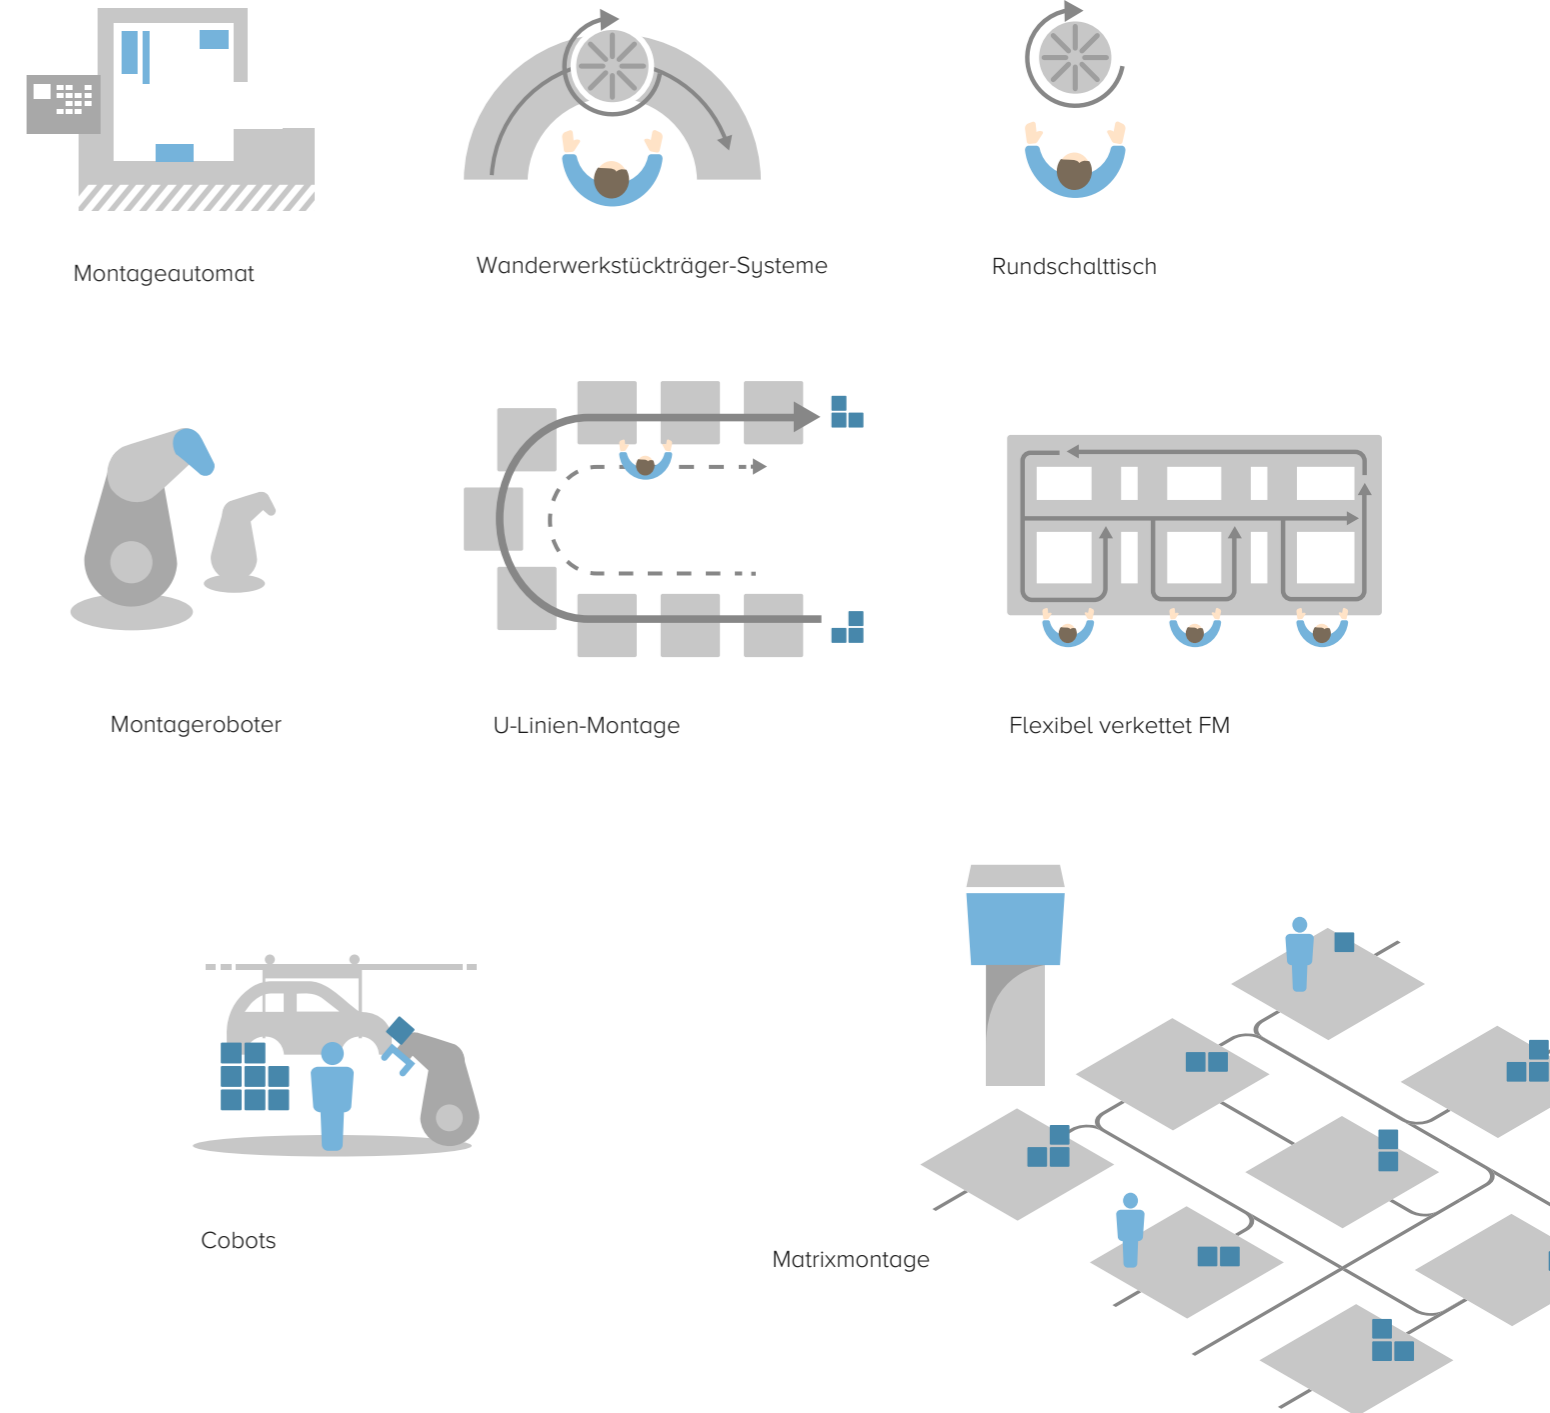 Montageautomat
Wanderwerkstückträger-Systeme
Rundschalttisch
Montageroboter
U-Linien-Montage
Flexibel verkettet FM
Cobots
Matrixmontage